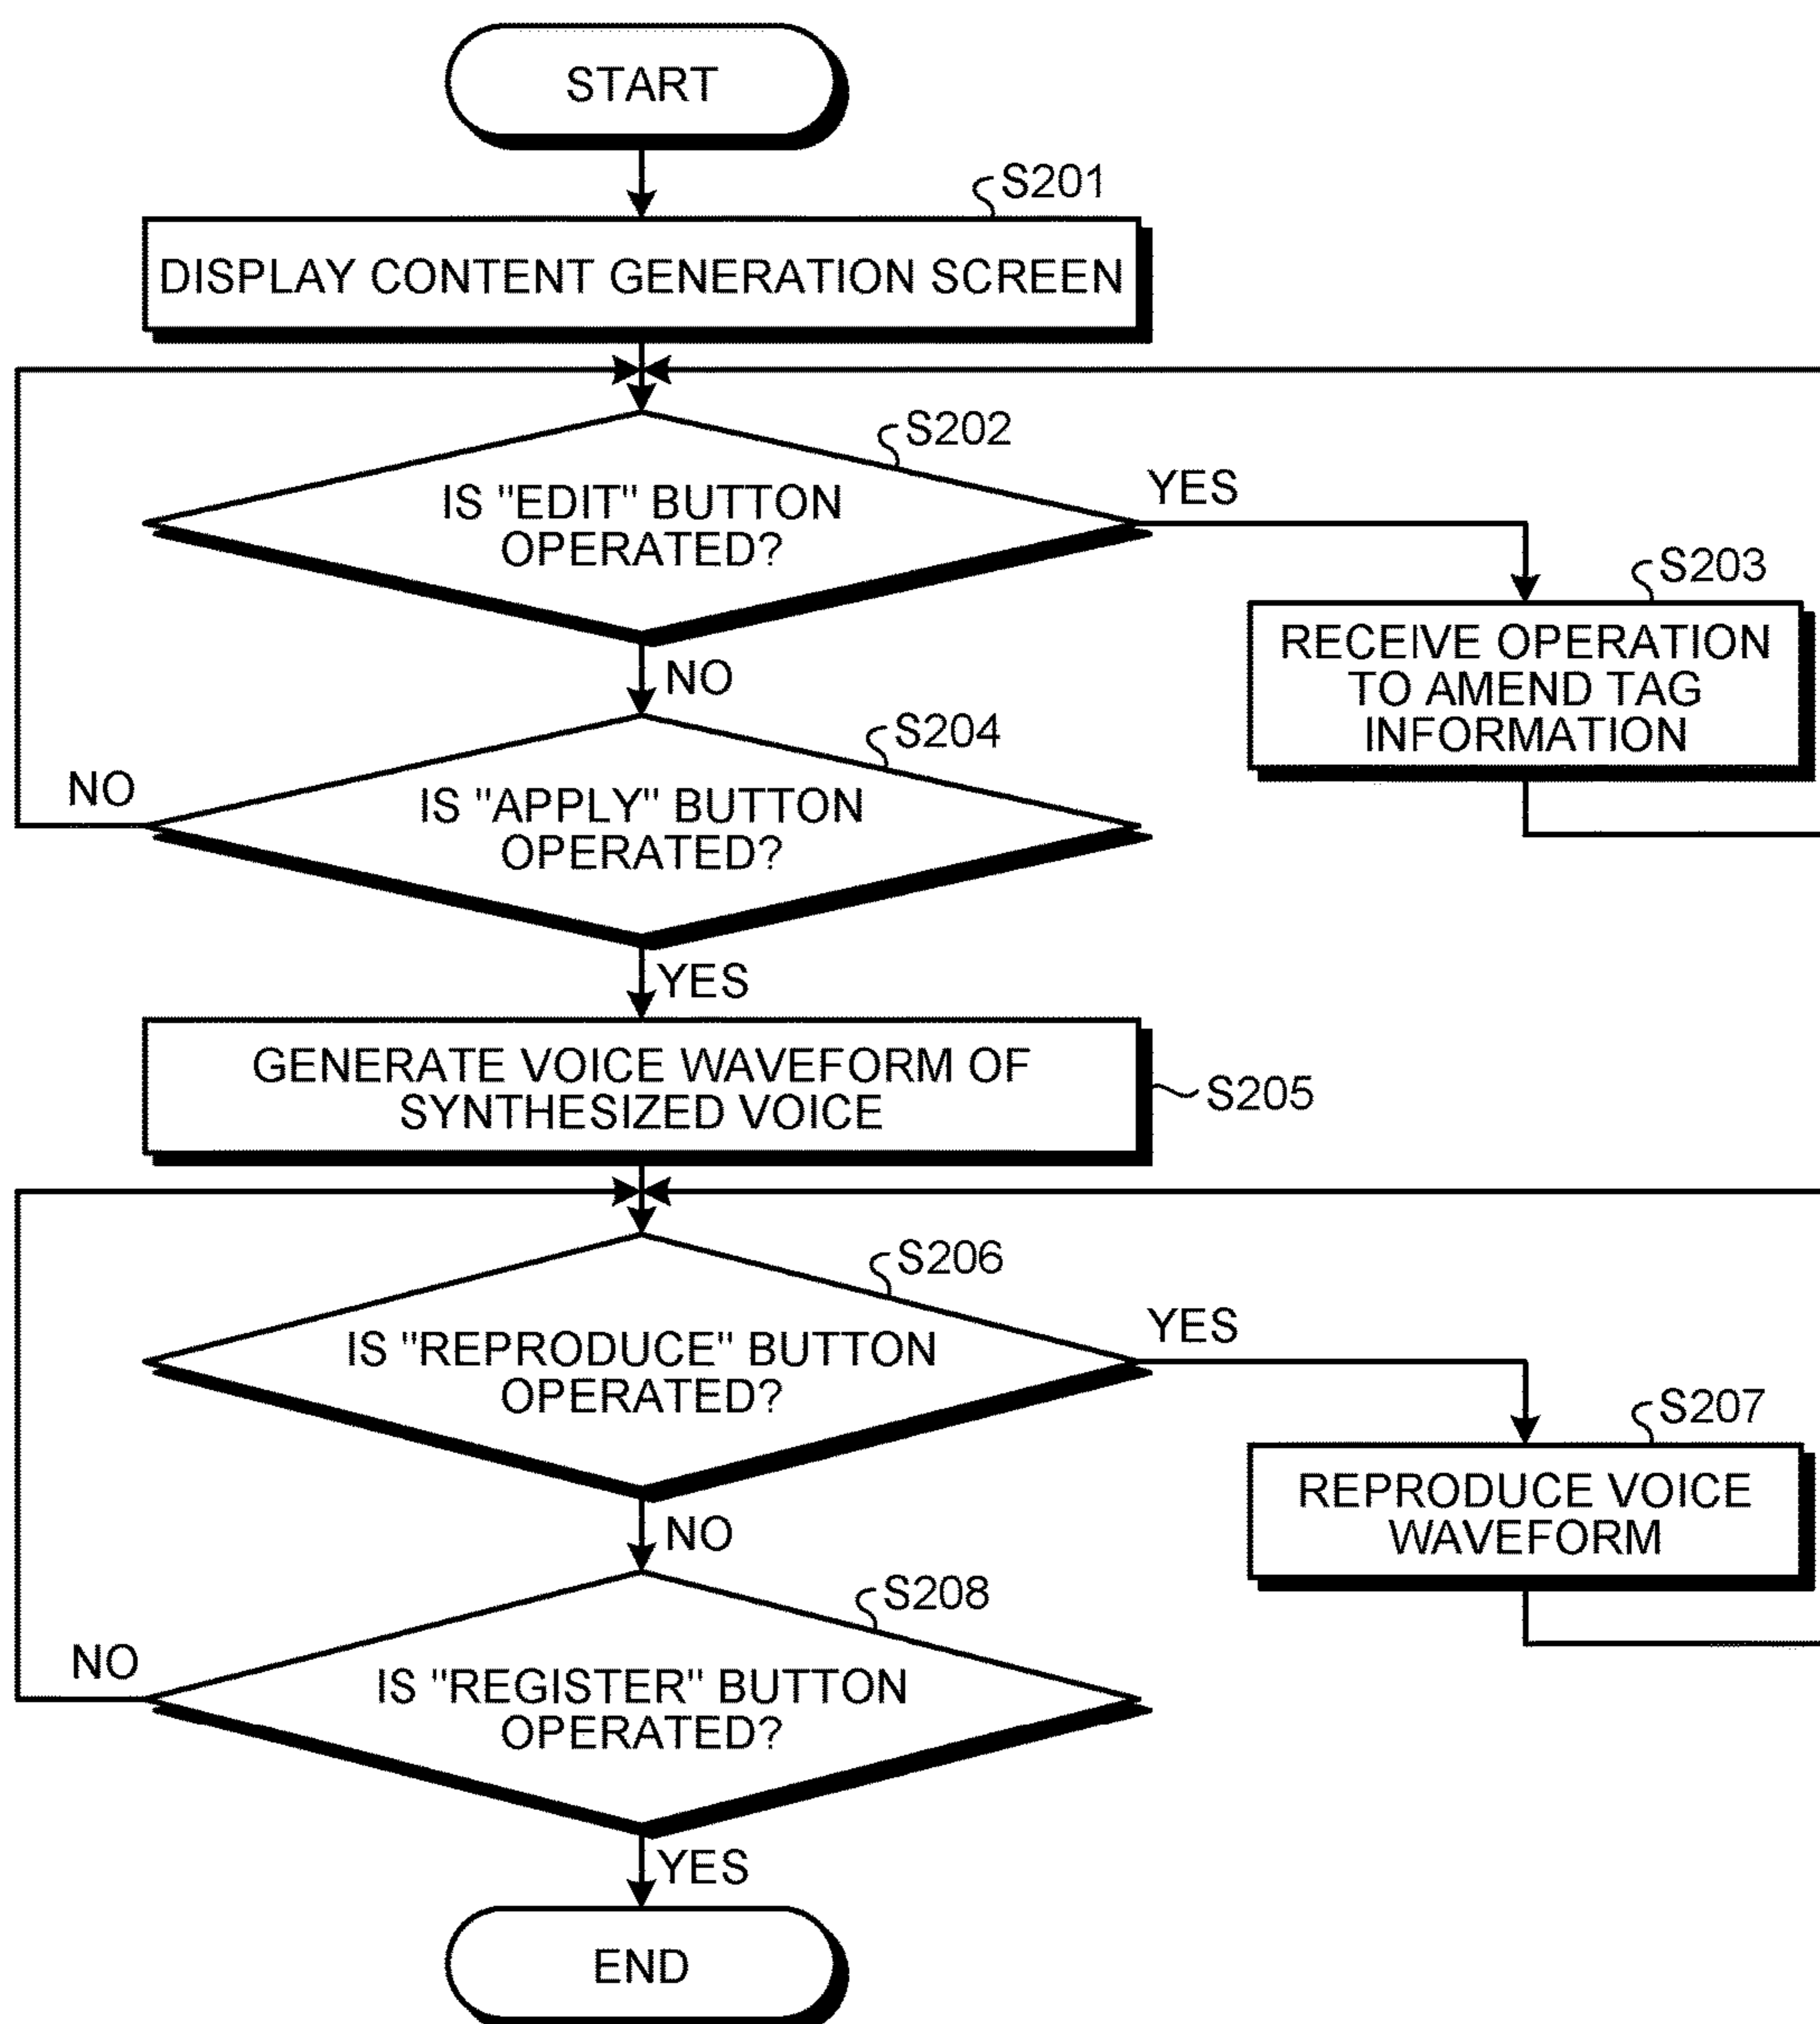 START
S201
DISPLAY CONTENT GENERATION SCREEN
S202
IS "EDIT" BUTTON
OPERATED?
YES
S203
RECEIVE OPERATION
TO AMEND TAG
INFORMATION
NO
S204
NO
IS "APPLY" BUTTON
OPERATED?
YES
GENERATE VOICE WAVEFORM OF
SYNTHESIZED VOICE
S205
S206
IS "REPRODUCE" BUTTON
OPERATED?
YES
S207
REPRODUCE VOICE
WAVEFORM
NO
S208
NO
IS "REGISTER" BUTTON
OPERATED?
YES
END